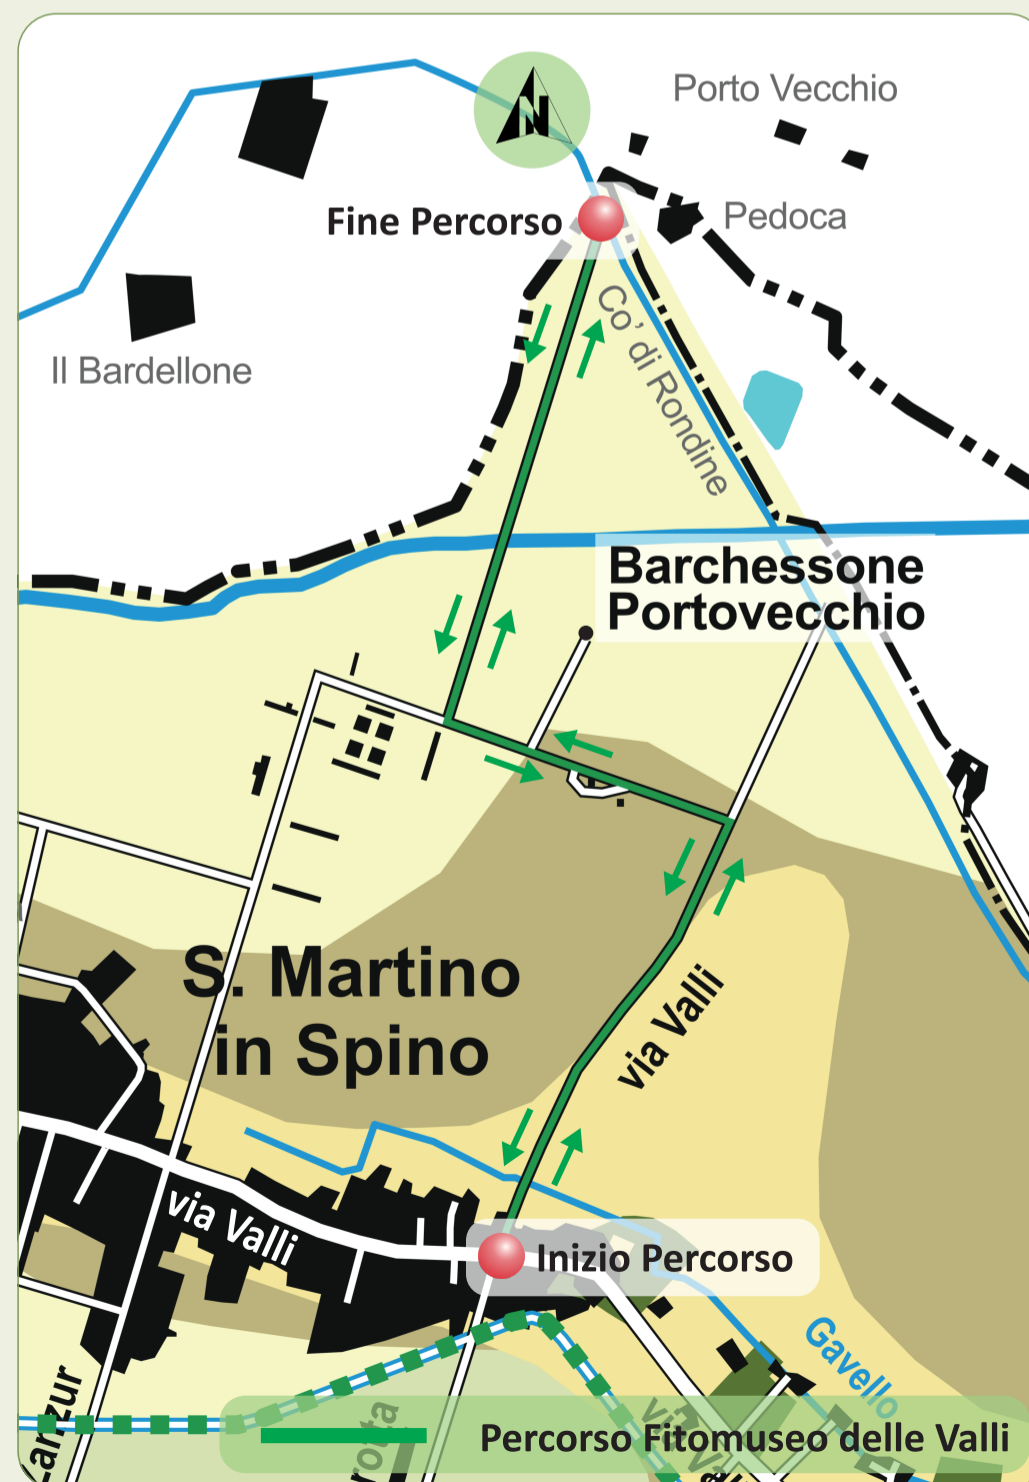 Porto Vecchio
N
Fine Percorso
Pedoca
Co' di Rondine
Il Bardellone
Barchessone
Portovecchio
S. Martino
in Spino
via Valli
via Valli
Inizio Percorso
Gavello
Percorso Fitomuseo delle Valli